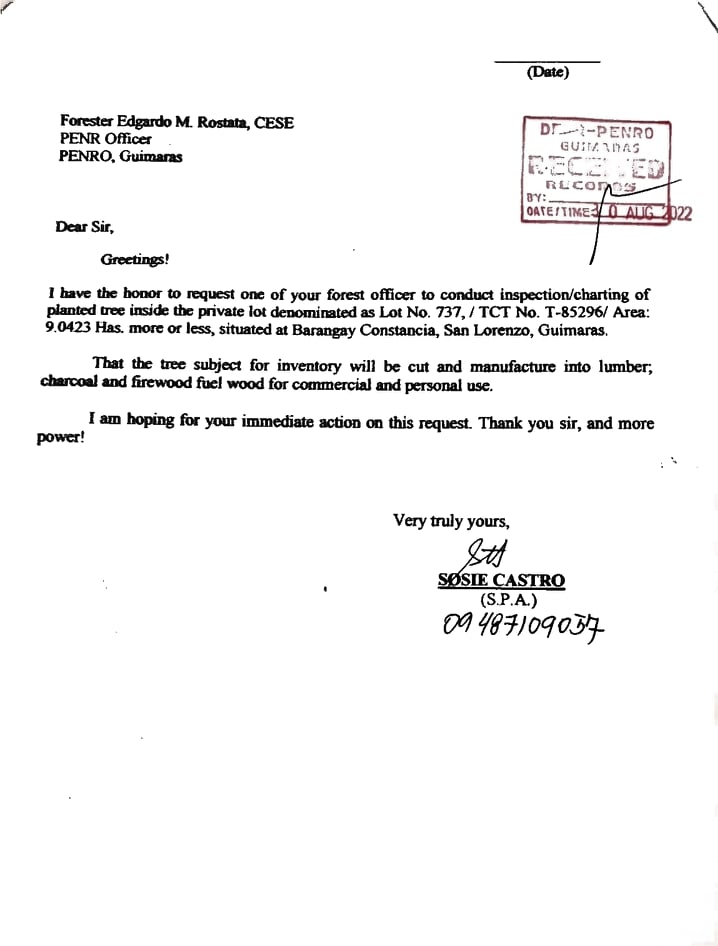 (Date)
Forester Edgardo M. Rostata, CESE
PENR Officer
PENRO, Guimaras
-PENRO
GUIMARAS
RECEIVED
RECORDS
BY:
DATE/TIME 30 AUG 2022
Dear Sir,
Greetings!
I have the honor to request one of your forest officer to conduct inspection/charting of
planted tree inside the private lot denominated as Lot No. 737, / TCT No. T-85296/ Area:
9.0423 Has. more or less, situated at Barangay Constancia, San Lorenzo, Guimaras.
That the tree subject for inventory will be cut and manufacture into lumber;
charcoal and firewood fuel wood for commercial and personal use.
I am hoping for your immediate action on this request. Thank you sir, and more
power!
Very truly yours,
SOSIE CASTRO
(S.P.A.)
09487109037